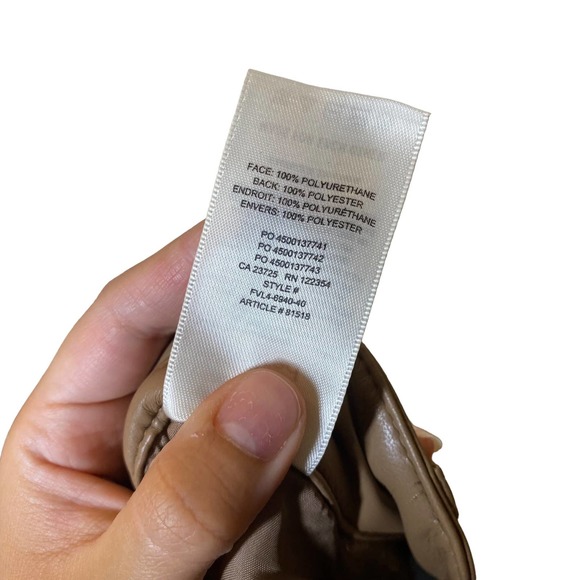 FACE: 100% POLYURETHANE
BACK: 100% POLYESTER
ENDROIT: 100% POLYURÉTHANE
ENVERS: 100% POLYESTER
PO 4500137741
PO 4500137742
PO 4500137743
CA 23725 RN 122354
STYLE #
FVL4-6940-40
ARTICLE # 81518